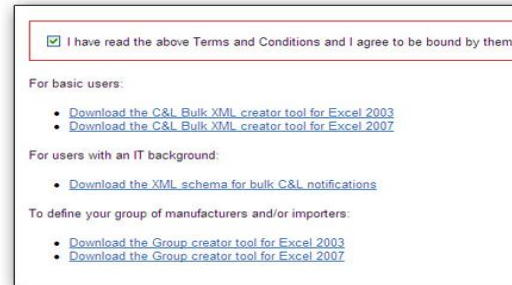 I have read the above Terms and Conditions and I agree to be bound by them
For basic users:
Download the C&L Bulk XML creator tool for Excel 2003
Download the C&L Bulk XML creator tool for Excel 2007
For users with an IT background:
Download the XML schema for bulk C&L notifications
To define your group of manufacturers and/or importers:
Download the Group creator tool for Excel 2003
Download the Group creator tool for Excel 2007